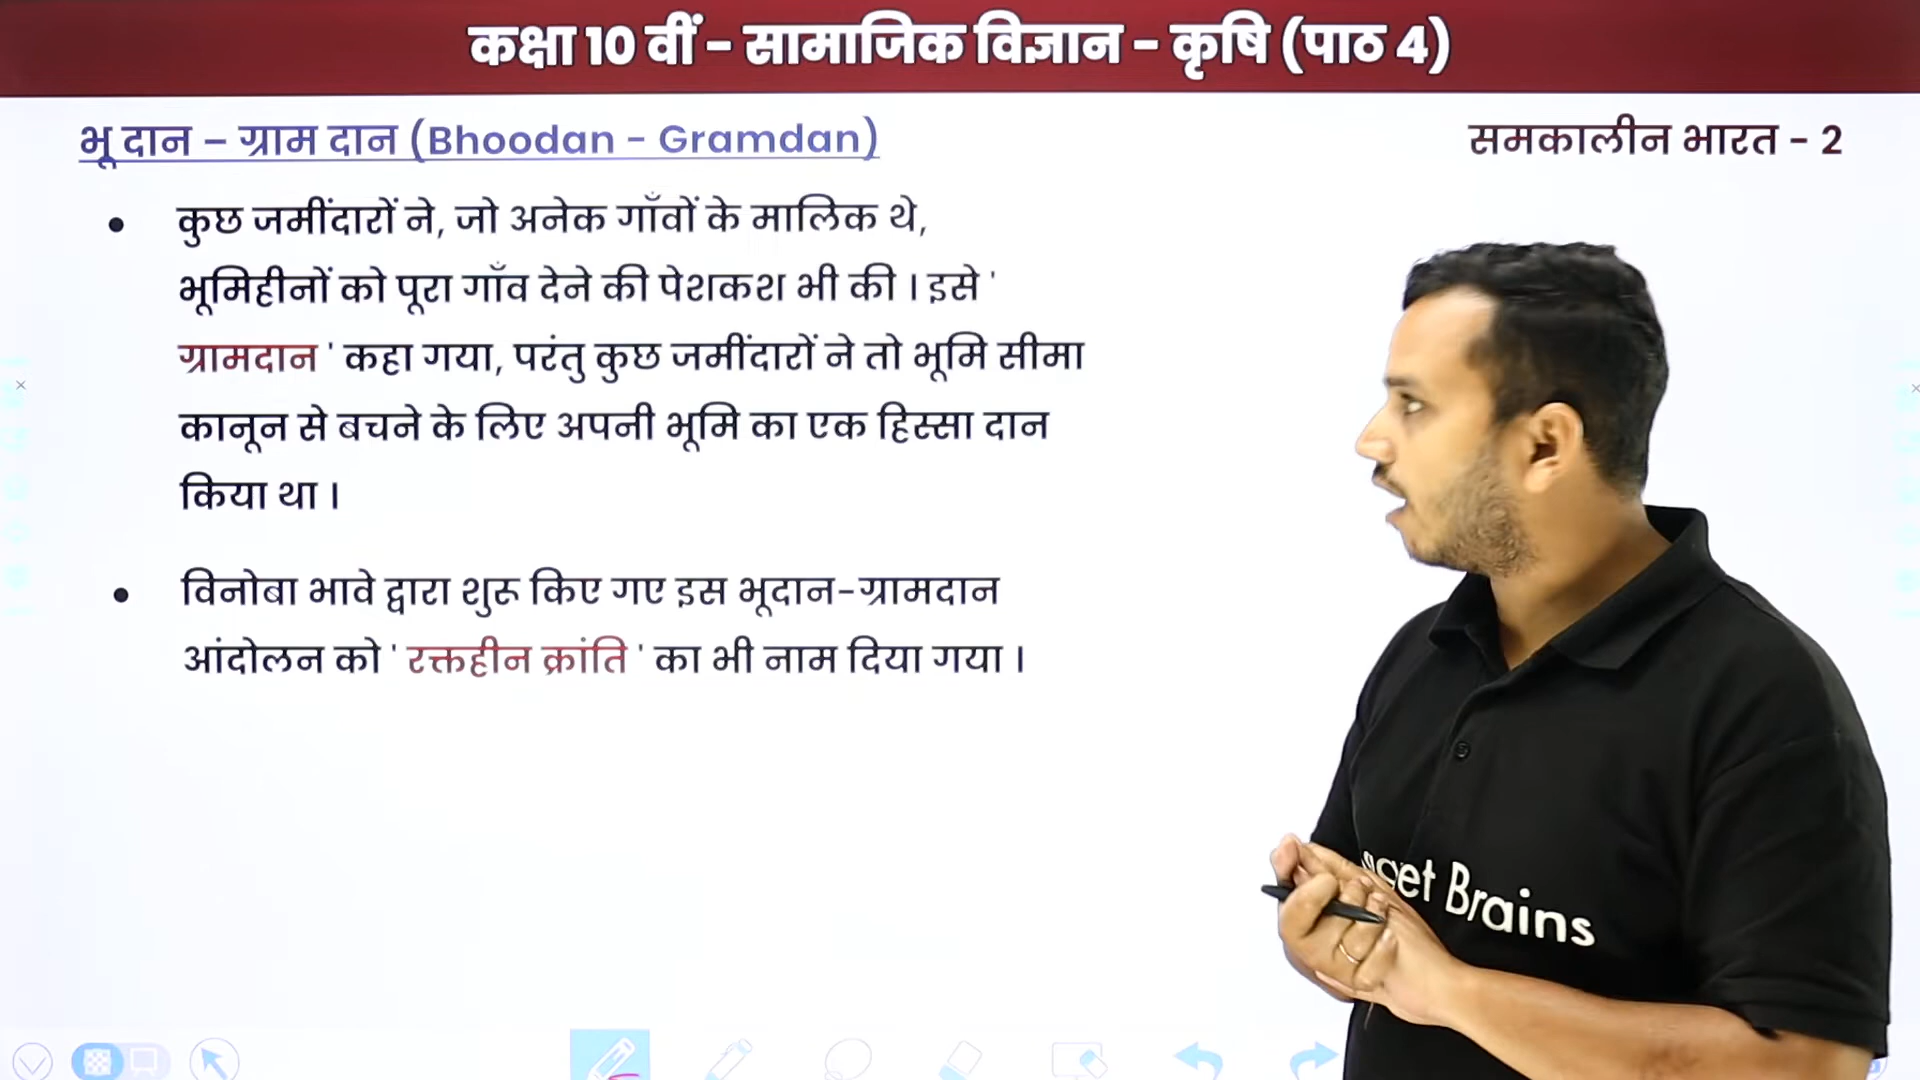 कक्षा 10 वीं – सामाजिक विज्ञान – कृषि (पाठ 4)
भू दान – ग्राम दान (Bhoodan - Gramdan)
समकालीन भारत - 2
• कुछ जमींदारों ने, जो अनेक गाँवों के मालिक थे,
भूमिहीनों को पूरा गाँव देने की पेशकश भी की । इसे '
ग्रामदान ' कहा गया, परंतु कुछ जमींदारों ने तो भूमि सीमा
कानून से बचने के लिए अपनी भूमि का एक हिस्सा दान
किया था ।
• विनोबा भावे द्वारा शुरू किए गए इस भूदान-ग्रामदान
आंदोलन को ' रक्तहीन क्रांति ' का भी नाम दिया गया ।
Brains